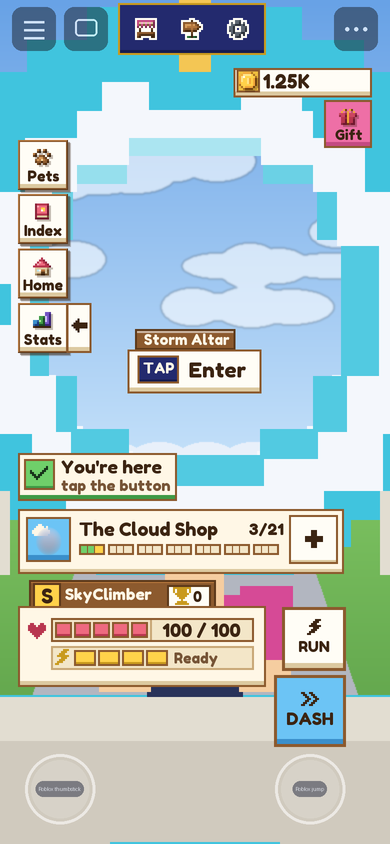 1.25K
Gift
Pets
Index
Home
Stats
Storm Altar
TAP Enter
You're here
tap the button
The Cloud Shop 3/21
S SkyClimber 0
100 / 100
Ready
RUN
DASH
Roblox thumbstick
Roblox jump